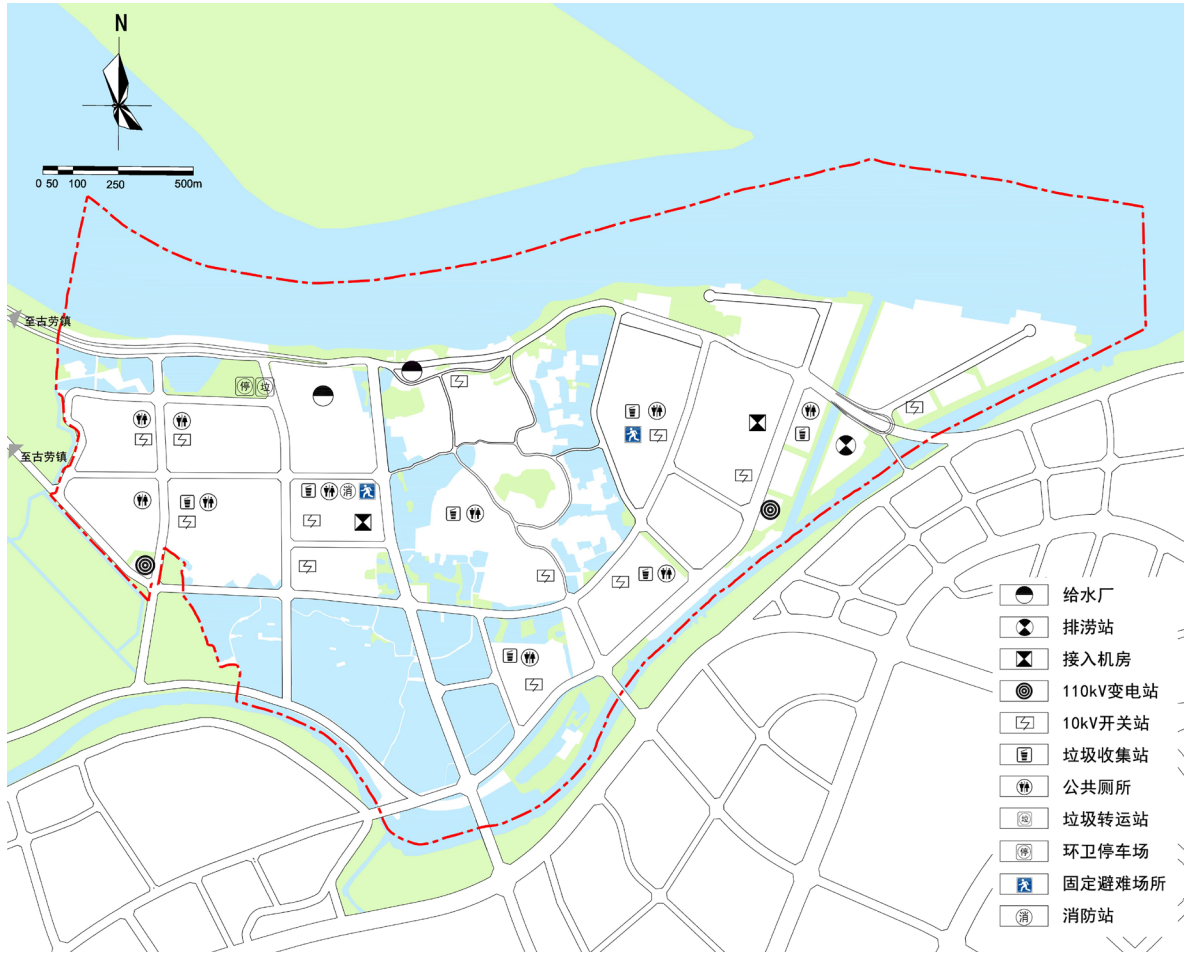 N
0 50 100 250 500m
至古劳镇
停 垃
至古劳镇
消
给水厂
排涝站
接入机房
110kV变电站
10kV开关站
垃圾收集站
公共厕所
垃 垃圾转运站
停 环卫停车场
固定避难场所
消 消防站